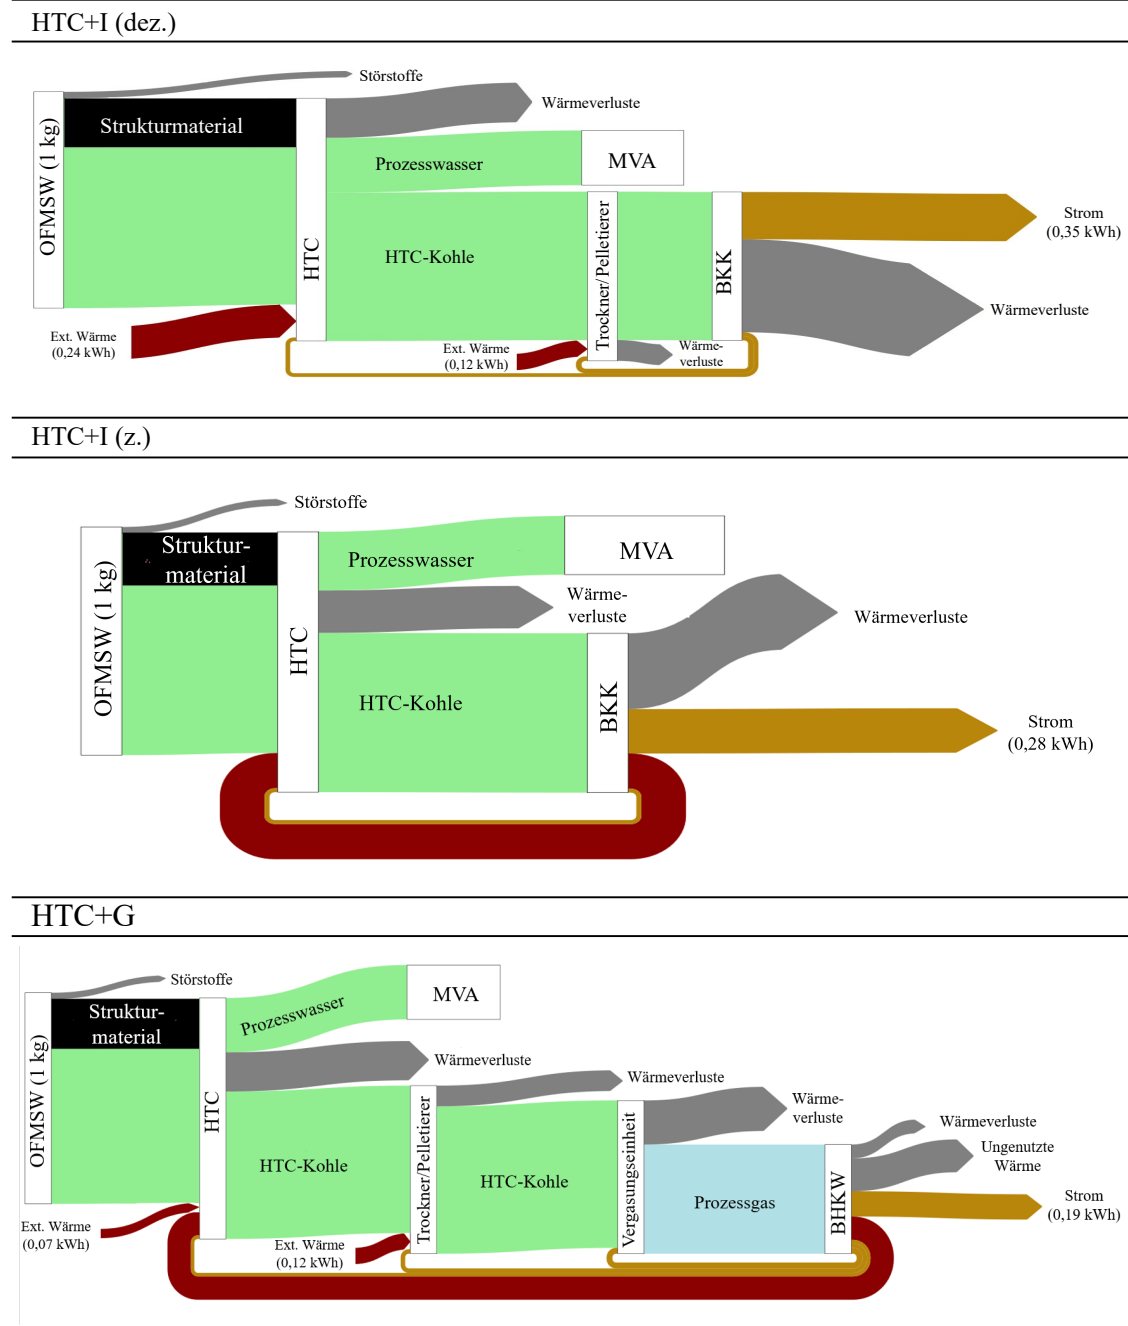 HTC+I (dez.)
Störstoffe
OFMSW (1 kg)
Strukturmaterial
Wärmeverluste
Prozesswasser
MVA
HTC
HTC-Kohle
Trockner/Pelletierer
BKK
Strom
(0,35 kWh)
Wärmeverluste
Ext. Wärme
(0,24 kWh)
Ext. Wärme
(0,12 kWh)
Wärme-
verluste
HTC+I (z.)
Störstoffe
OFMSW (1 kg)
Struktur-
material
HTC
Prozesswasser
MVA
Wärme-
verluste
Wärmeverluste
HTC-Kohle
BKK
Strom
(0,28 kWh)
HTC+G
Störstoffe
OFMSW (1 kg)
Struktur-
material
HTC
Prozesswasser
MVA
Wärmeverluste
Wärmeverluste
Wärme-
verluste
Wärmeverluste
Ungenutzte
Wärme
HTC-Kohle
Trockner/Pelletierer
HTC-Kohle
Vergasungseinheit
Prozessgas
BHKW
Strom
(0,19 kWh)
Ext. Wärme
(0,07 kWh)
Ext. Wärme
(0,12 kWh)